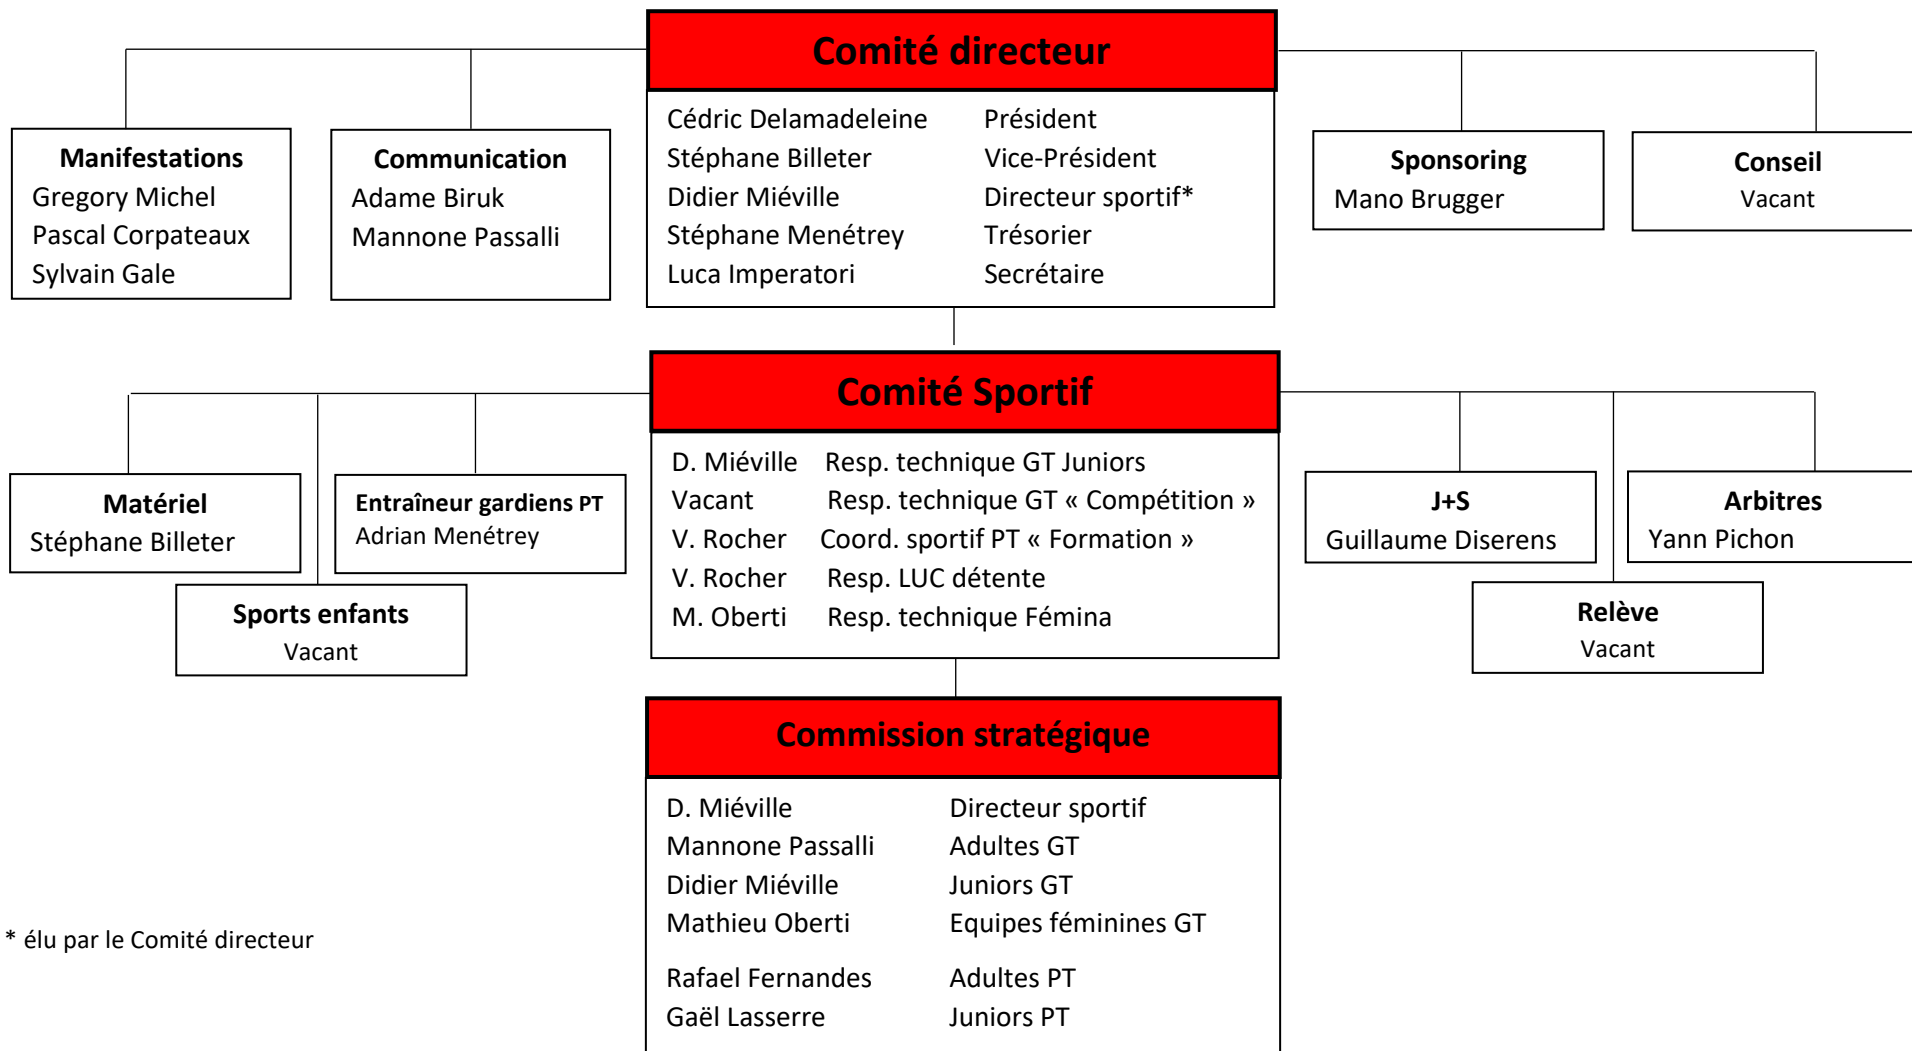 Comité directeur
Cédric Delamadeleine Président
Stéphane Billeter Vice-Président
Didier Miéville Directeur sportif*
Stéphane Menétrey Trésorier
Luca Imperatori Secrétaire
Manifestations
Gregory Michel
Pascal Corpateaux
Sylvain Gale
Communication
Adame Biruk
Mannone Passalli
Sponsoring
Mano Brugger
Conseil
Vacant
Comité Sportif
D. Miéville Resp. technique GT Juniors
Vacant Resp. technique GT « Compétition »
V. Rocher Coord. sportif PT « Formation »
V. Rocher Resp. LUC détente
M. Oberti Resp. technique Fémina
Matériel
Stéphane Billeter
Entraîneur gardiens PT
Adrian Menétrey
Sports enfants
Vacant
J+S
Guillaume Diserens
Arbitres
Yann Pichon
Relève
Vacant
Commission stratégique
D. Miéville Directeur sportif
Mannone Passalli Adultes GT
Didier Miéville Juniors GT
Mathieu Oberti Equipes féminines GT
Rafael Fernandes Adultes PT
Gaël Lasserre Juniors PT
* élu par le Comité directeur